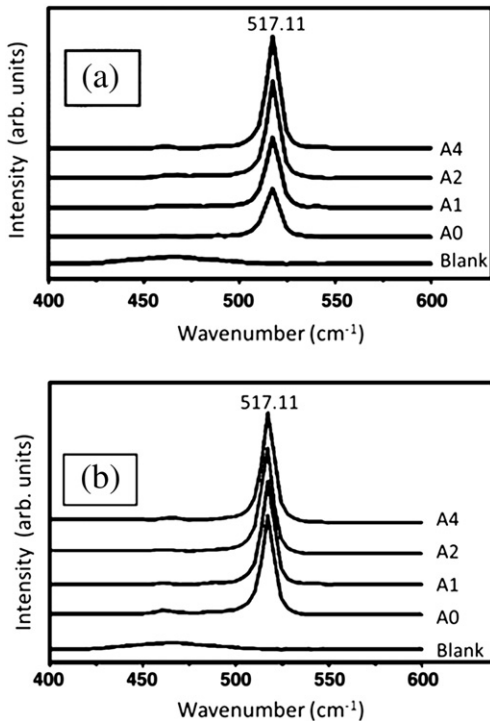 517.11
(a)
Intensity (arb. units)
A4
A2
A1
A0
Blank
400 450 500 550 600
Wavenumber (cm⁻¹)
517.11
(b)
Intensity (arb. units)
A4
A2
A1
A0
Blank
400 450 500 550 600
Wavenumber (cm⁻¹)